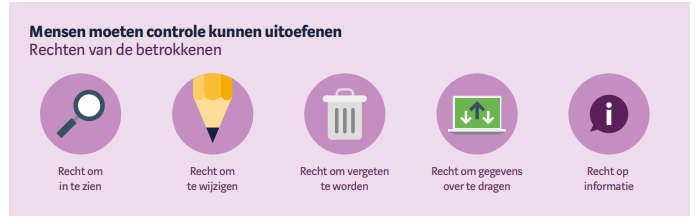 Mensen moeten controle kunnen uitoefenen
Rechten van de betrokkenen
Recht om
in te zien
Recht om
te wijzigen
Recht om vergeten
te worden
Recht om gegevens
over te dragen
i
Recht op
informatie